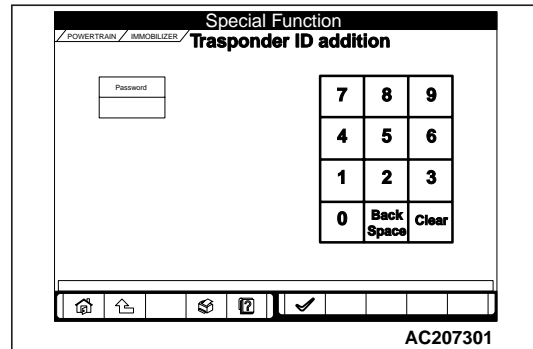 Special Function
POWERTRAIN / IMMOBILIZER / Trasponder ID addition
Password
7 8 9
4 5 6
1 2 3
0 Back Space Clear
?
AC207301